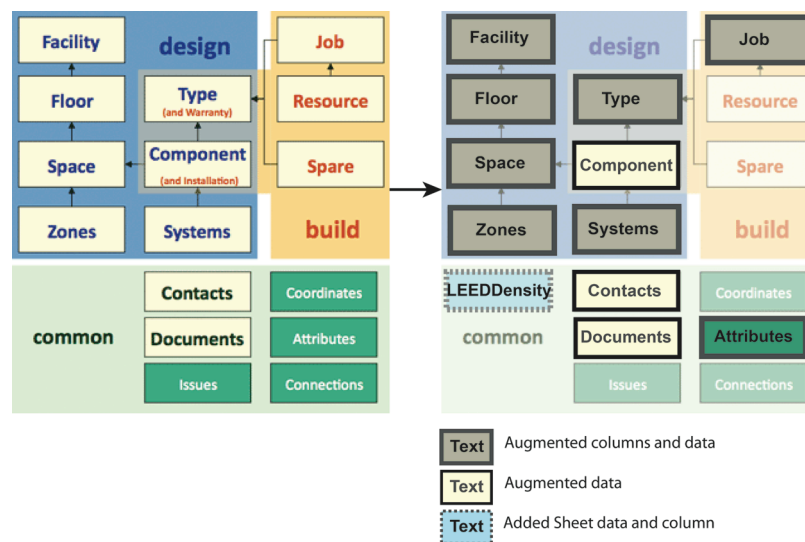 Facility
design
Job
Floor
Type
(and Warranty)
Resource
Space
Component
(and Installation)
Spare
Zones
Systems
build
Contacts
Coordinates
common
Documents
Attributes
Issues
Connections
Facility
design
Job
Floor
Type
Resource
Space
Component
Spare
Zones
Systems
build
LEEDDensity
Contacts
Coordinates
common
Documents
Attributes
Issues
Connections
Text Augmented columns and data
Text Augmented data
Text Added Sheet data and column